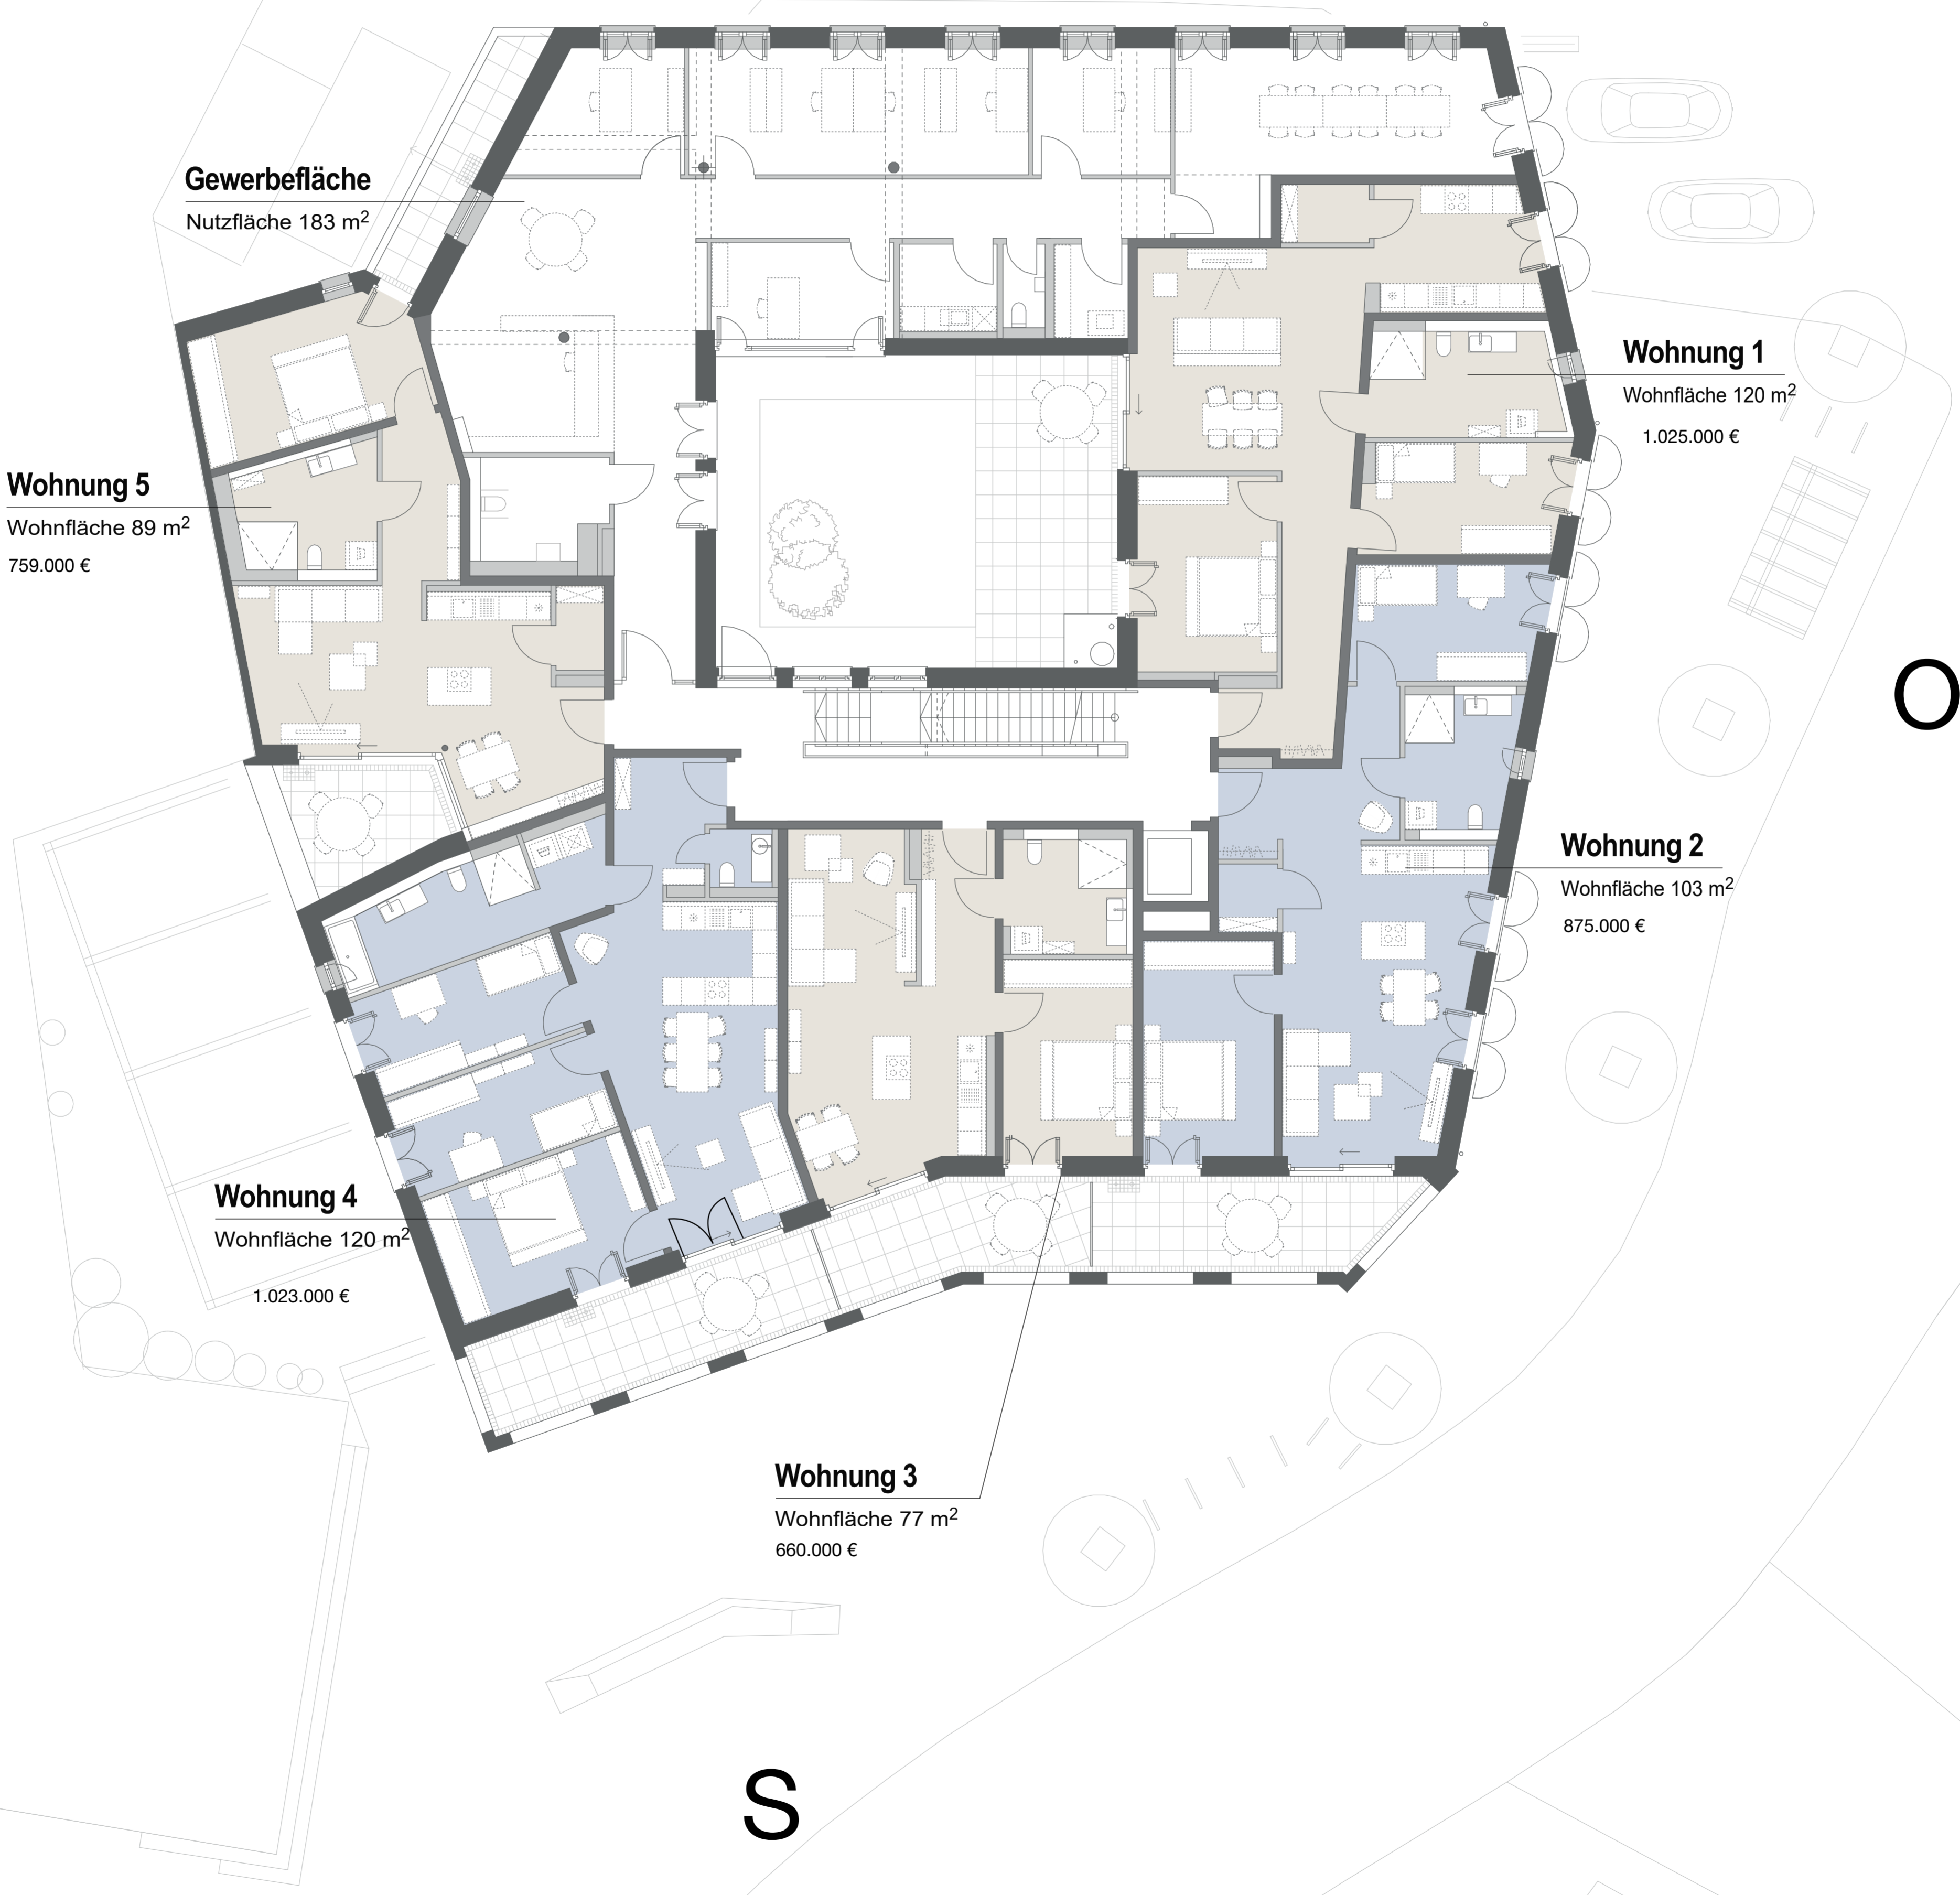 Gewerbefläche
Nutzfläche 183 m²
Wohnung 1
Wohnfläche 120 m²
1.025.000 €
Wohnung 5
Wohnfläche 89 m²
759.000 €
O
Wohnung 2
Wohnfläche 103 m²
875.000 €
Wohnung 4
Wohnfläche 120 m²
1.023.000 €
Wohnung 3
Wohnfläche 77 m²
660.000 €
S